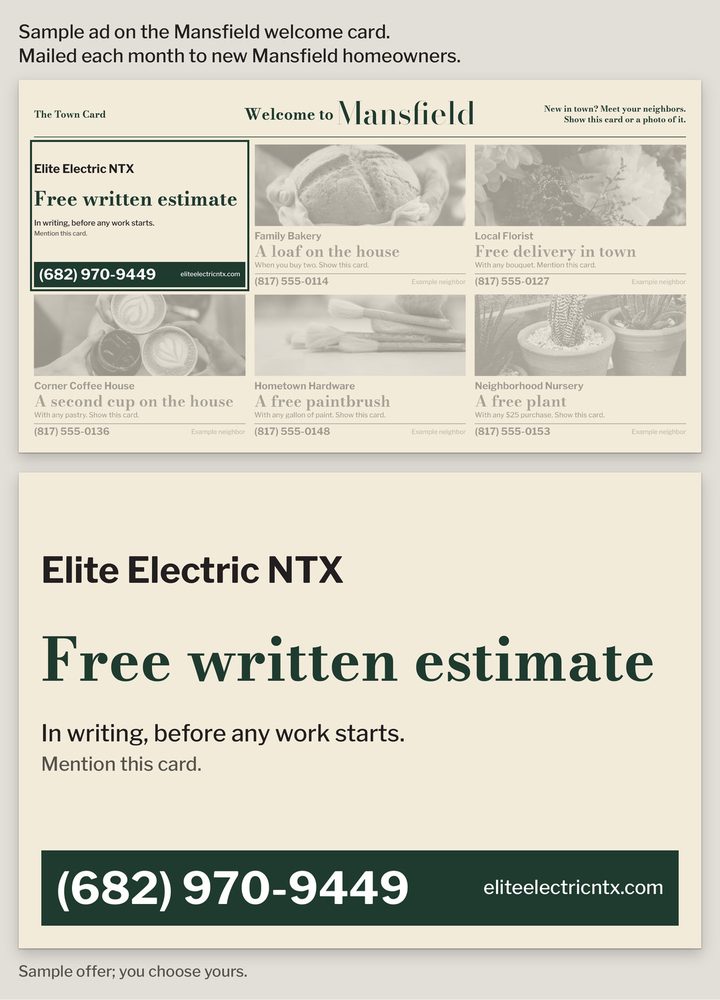 Sample ad on the Mansfield welcome card.
Mailed each month to new Mansfield homeowners.
The Town Card
Welcome to Mansfield
New in town? Meet your neighbors.
Show this card or a photo of it.
Elite Electric NTX
Free written estimate
In writing, before any work starts.
Mention this card.
(682) 970-9449 eliteelectricntx.com
Family Bakery
A loaf on the house
When you buy two. Show this card.
(817) 555-0114 Example neighbor
Local Florist
Free delivery in town
With any bouquet. Mention this card.
(817) 555-0127 Example neighbor
Corner Coffee House
A second cup on the house
With any pastry. Show this card.
(817) 555-0136 Example neighbor
Hometown Hardware
A free paintbrush
With any gallon of paint. Show this card.
(817) 555-0148 Example neighbor
Neighborhood Nursery
A free plant
With any $25 purchase. Show this card.
(817) 555-0153 Example neighbor
Elite Electric NTX
Free written estimate
In writing, before any work starts.
Mention this card.
(682) 970-9449 eliteelectricntx.com
Sample offer; you choose yours.